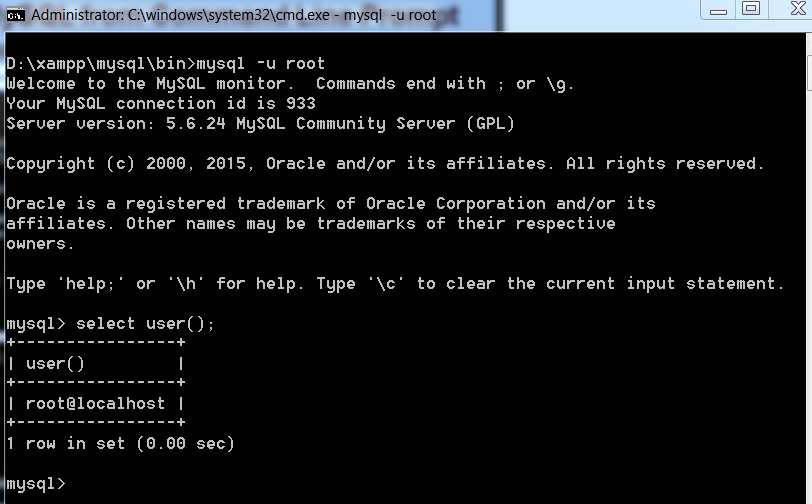 Administrator: C:\windows\system32\cmd.exe - mysql  -u root
D:\xampp\mysql\bin>mysql -u root
Welcome to the MySQL monitor.  Commands end with ; or \g.
Your MySQL connection id is 933
Server version: 5.6.24 MySQL Community Server (GPL)
Copyright (c) 2000, 2015, Oracle and/or its affiliates. All rights reserved.
Oracle is a registered trademark of Oracle Corporation and/or its
affiliates. Other names may be trademarks of their respective
owners.
Type 'help;' or '\h' for help. Type '\c' to clear the current input statement.
mysql> select user();
+----------------+
| user()         |
+----------------+
| root@localhost |
+----------------+
1 row in set (0.00 sec)
mysql>